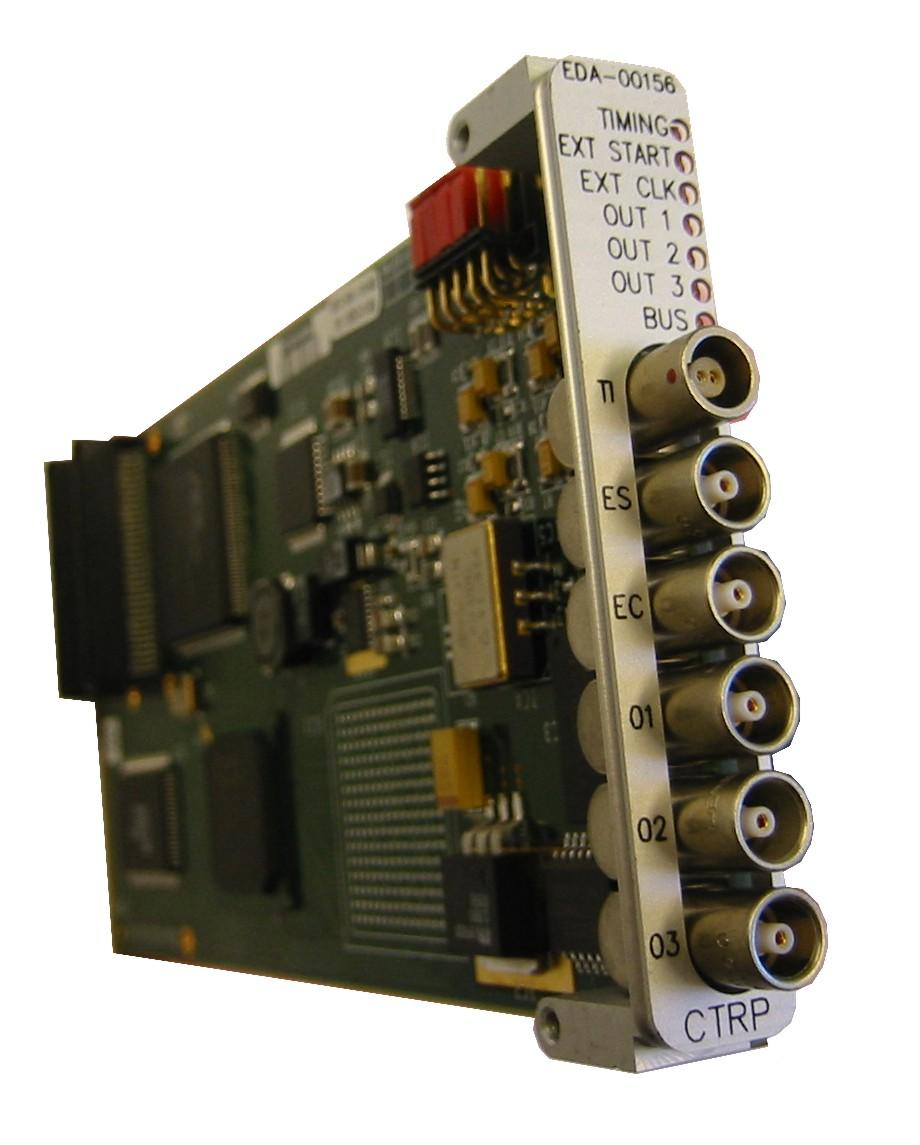 EDA-00156
TIMING
EXT START
EXT CLK
OUT 1
OUT 2
OUT 3
BUS
TI
ES
EC
O1
O2
O3
CTRP